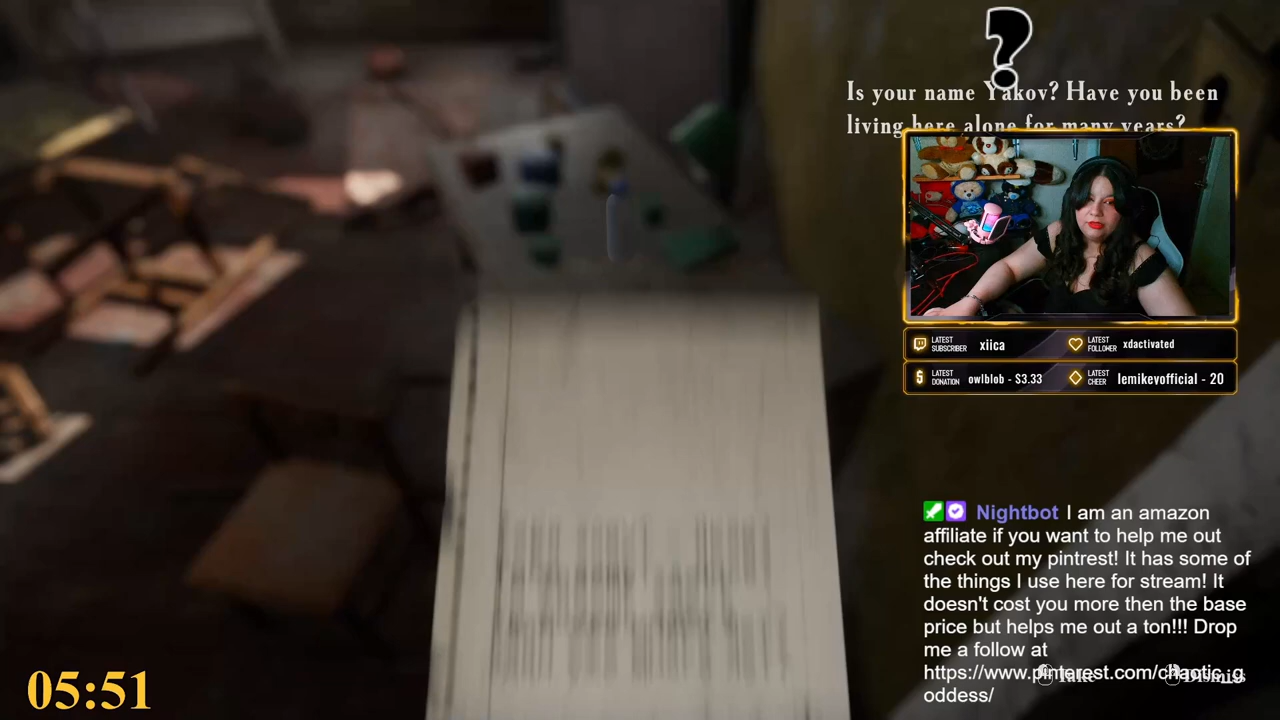 ?
Is your name Yakov? Have you been
living here alone for many years?
LATEST SUBSCRIBER xiica
LATEST FOLLOWER xdactivated
LATEST DONATION owlblob - $3.33
LATEST CHEER lemikeyofficial - 20
Nightbot I am an amazon
affiliate if you want to help me out
check out my pintrest! It has some of
the things I use here for stream! It
doesn't cost you more then the base
price but helps me out a ton!!! Drop
me a follow at
https://www.pinterest.com/chaotic_g
oddess/
Take
Dismiss
05:51